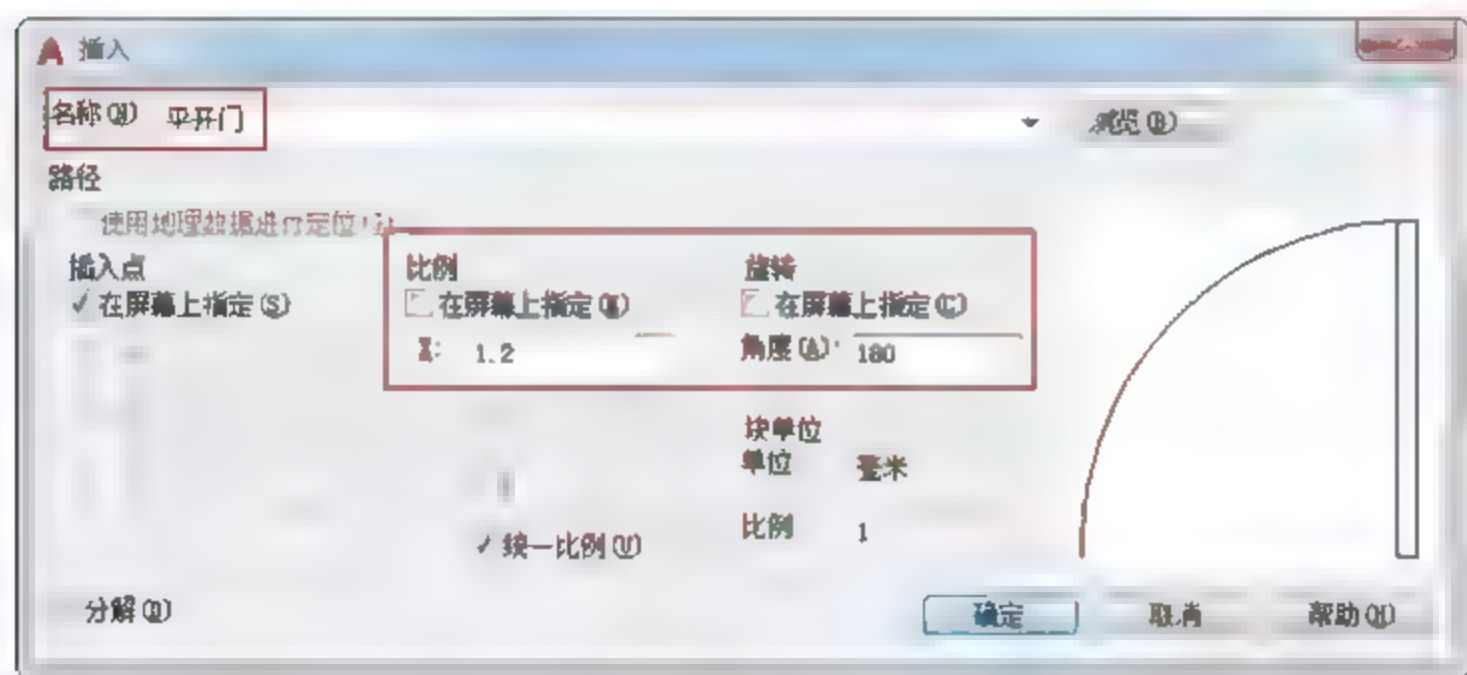 插入
名称(N) 平开门 浏览(B)
路径
使用地理数据进行定位(G)
插入点 比例 旋转
在屏幕上指定(S) 在屏幕上指定(E) 在屏幕上指定(C)
X: 1.2 角度(A): 180
块单位
单位 毫米
比例 1
统一比例(U)
分解(D) 确定 取消 帮助(H)